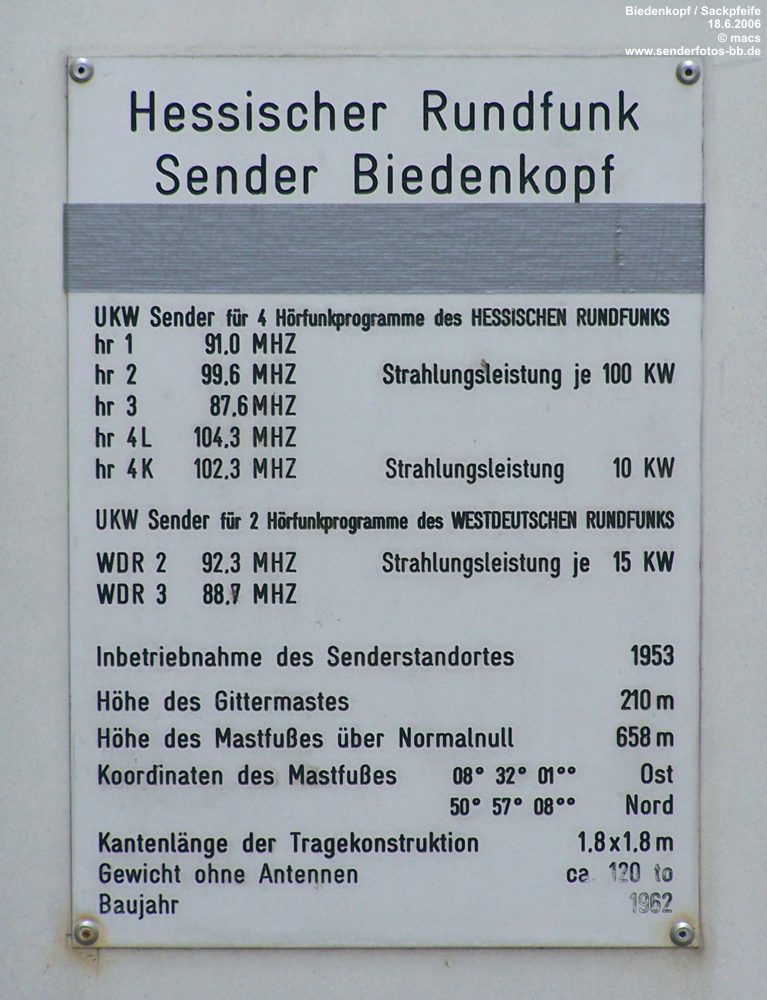 Biedenkopf / Sackpfeife
18.6.2006
© macs
www.senderfotos-bb.de
Hessischer Rundfunk
Sender Biedenkopf
UKW Sender für 4 Hörfunkprogramme des HESSISCHEN RUNDFUNKS
hr 1 91.0 MHZ
hr 2 99.6 MHZ Strahlungsleistung je 100 KW
hr 3 87.6 MHZ
hr 4L 104.3 MHZ
hr 4K 102.3 MHZ Strahlungsleistung 10 KW
UKW Sender für 2 Hörfunkprogramme des WESTDEUTSCHEN RUNDFUNKS
WDR 2 92.3 MHZ Strahlungsleistung je 15 KW
WDR 3 88.7 MHZ
Inbetriebnahme des Senderstandortes 1953
Höhe des Gittermastes 210 m
Höhe des Mastfußes über Normalnull 658 m
Koordinaten des Mastfußes 08° 32° 01°° Ost
50° 57° 08°° Nord
Kantenlänge der Tragekonstruktion 1.8 x 1.8 m
Gewicht ohne Antennen ca. 120 to
Baujahr 1962